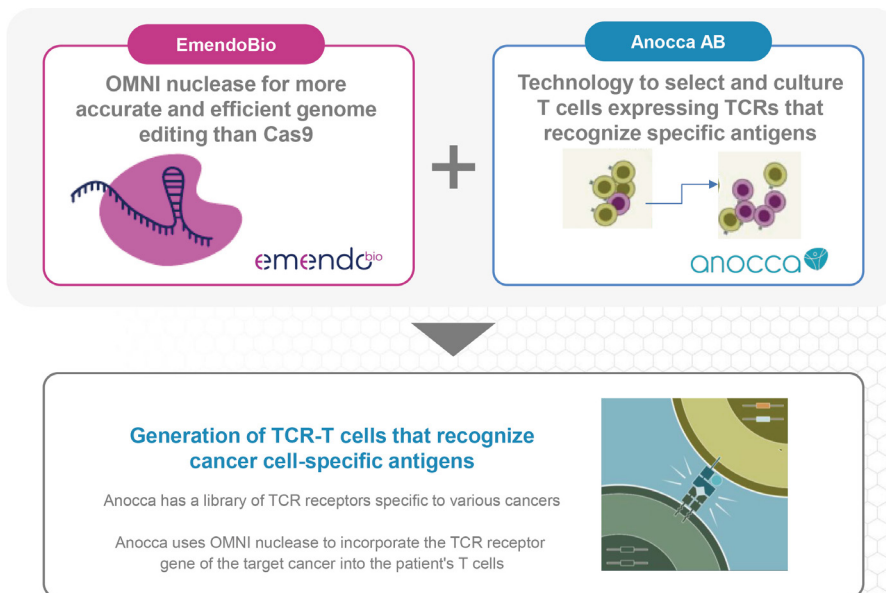 EmendoBio
OMNI nuclease for more
accurate and efficient genome
editing than Cas9
emendobio
Anocca AB
Technology to select and culture
T cells expressing TCRs that
recognize specific antigens
anocca
Generation of TCR-T cells that recognize
cancer cell-specific antigens
Anocca has a library of TCR receptors specific to various cancers
Anocca uses OMNI nuclease to incorporate the TCR receptor
gene of the target cancer into the patient's T cells